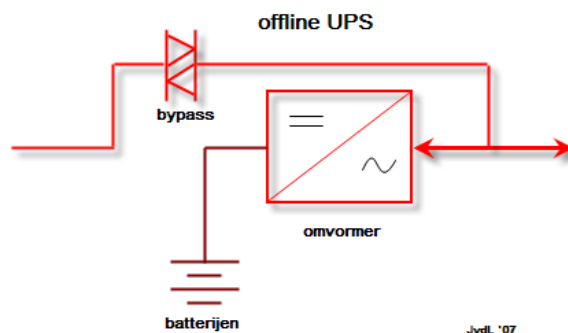 offline UPS
bypass
omvormer
batterijen
JvdL '07